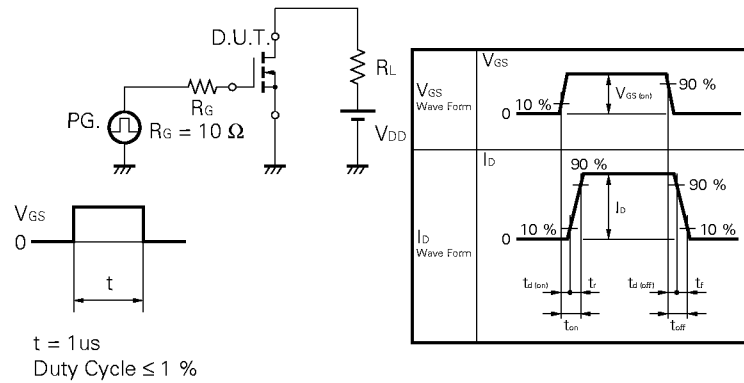 D.U.T.
RL
RG
PG.
RG = 10 Ω
VDD
VGS
0
t
t = 1us
Duty Cycle ≤ 1 %
VGS
Wave Form
VGS
10 %
0
VGS (on)
90 %
ID
Wave Form
ID
90 %
90 %
10 %
0
ID
10 %
td (on)
tr
td (off)
tf
ton
toff